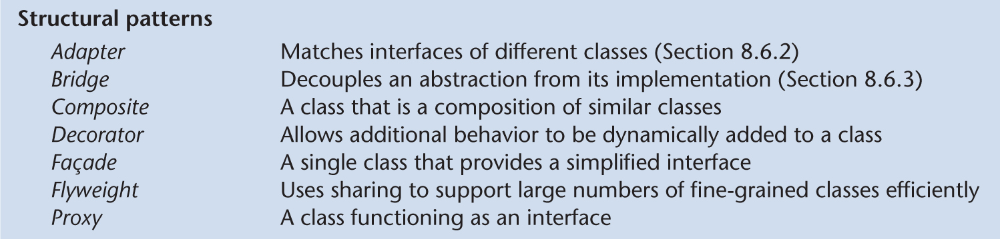 Structural patterns
Adapter Matches interfaces of different classes (Section 8.6.2)
Bridge Decouples an abstraction from its implementation (Section 8.6.3)
Composite A class that is a composition of similar classes
Decorator Allows additional behavior to be dynamically added to a class
Façade A single class that provides a simplified interface
Flyweight Uses sharing to support large numbers of fine-grained classes efficiently
Proxy A class functioning as an interface